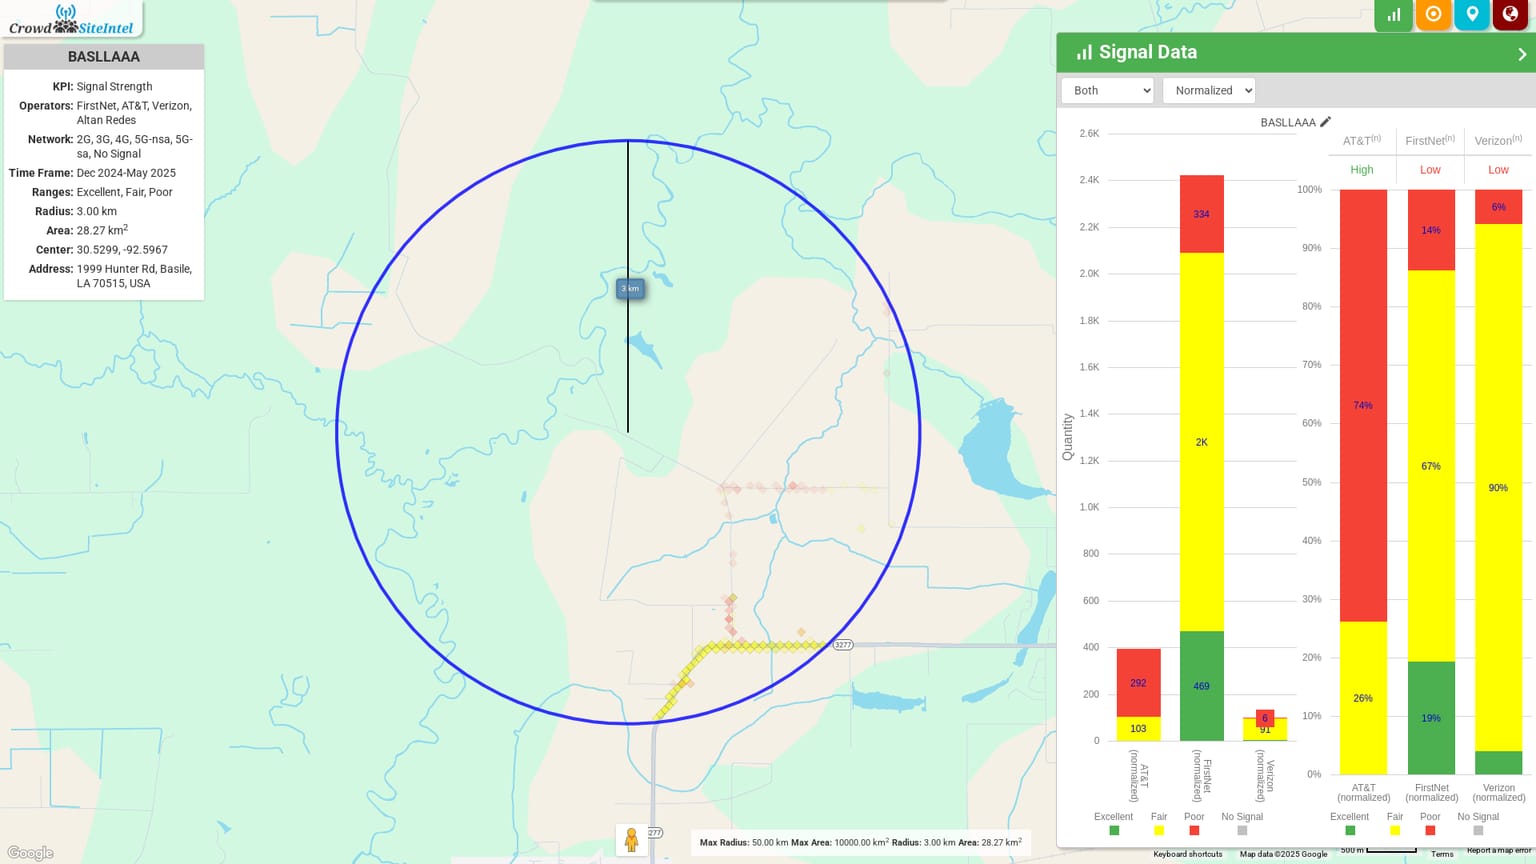 Crowd SiteIntel
BASLLAAA
KPI: Signal Strength
Operators: FirstNet, AT&T, Verizon,
Altan Redes
Network: 2G, 3G, 4G, 5G-nsa, 5G-
sa, No Signal
Time Frame: Dec 2024-May 2025
Ranges: Excellent, Fair, Poor
Radius: 3.00 km
Area: 28.27 km²
Center: 30.5299, -92.5967
Address: 1999 Hunter Rd, Basile,
LA 70515, USA
3 km
3277
277
Google
Max Radius: 50.00 km Max Area: 10000.00 km² Radius: 3.00 km Area: 28.27 km²
Signal Data
Both
Normalized
BASLLAAA
2.6K
2.4K
2.2K
2.0K
1.8K
1.6K
1.4K
1.2K
1.0K
800
600
400
200
0
Quantity
292
103
334
2K
469
6
91
AT&T
(normalized)
FirstNet
(normalized)
Verizon
(normalized)
Excellent
Fair
Poor
No Signal
AT&T(n)
FirstNet(n)
Verizon(n)
High
Low
Low
100%
90%
80%
70%
60%
50%
40%
30%
20%
10%
0%
74%
26%
14%
67%
19%
6%
90%
AT&T
(normalized)
FirstNet
(normalized)
Verizon
(normalized)
Excellent
Fair
Poor
No Signal
Keyboard shortcuts
Map data ©2025 Google
500 m
Terms
Report a map error